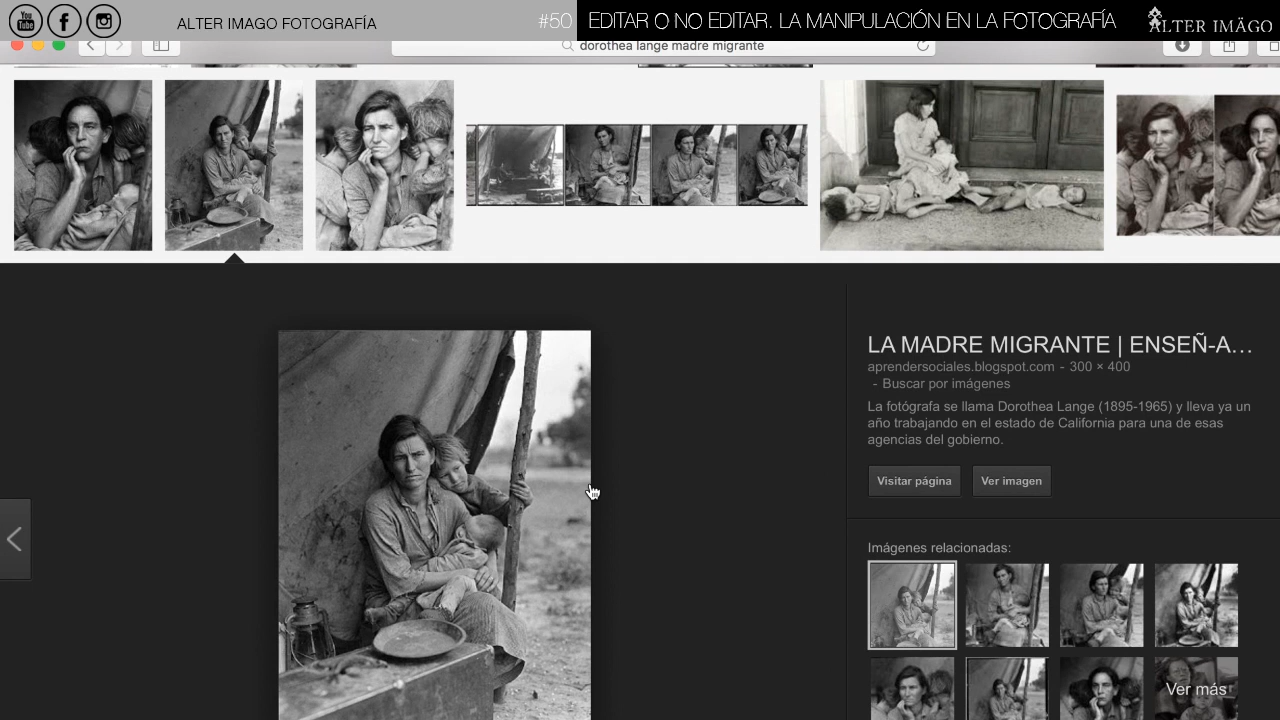 You
Tube
ALTER IMAGO FOTOGRAFÍA
#50
EDITAR O NO EDITAR. LA MANIPULACIÓN EN LA FOTOGRAFÍA
ALTER IMÄGO
dorothea lange madre migrante
LA MADRE MIGRANTE | ENSEÑ-A…
aprendersociales.blogspot.com - 300 × 400
- Buscar por imágenes
La fotógrafa se llama Dorothea Lange (1895-1965) y lleva ya un
año trabajando en el estado de California para una de esas
agencias del gobierno.
Visitar página
Ver imagen
Imágenes relacionadas:
Ver más